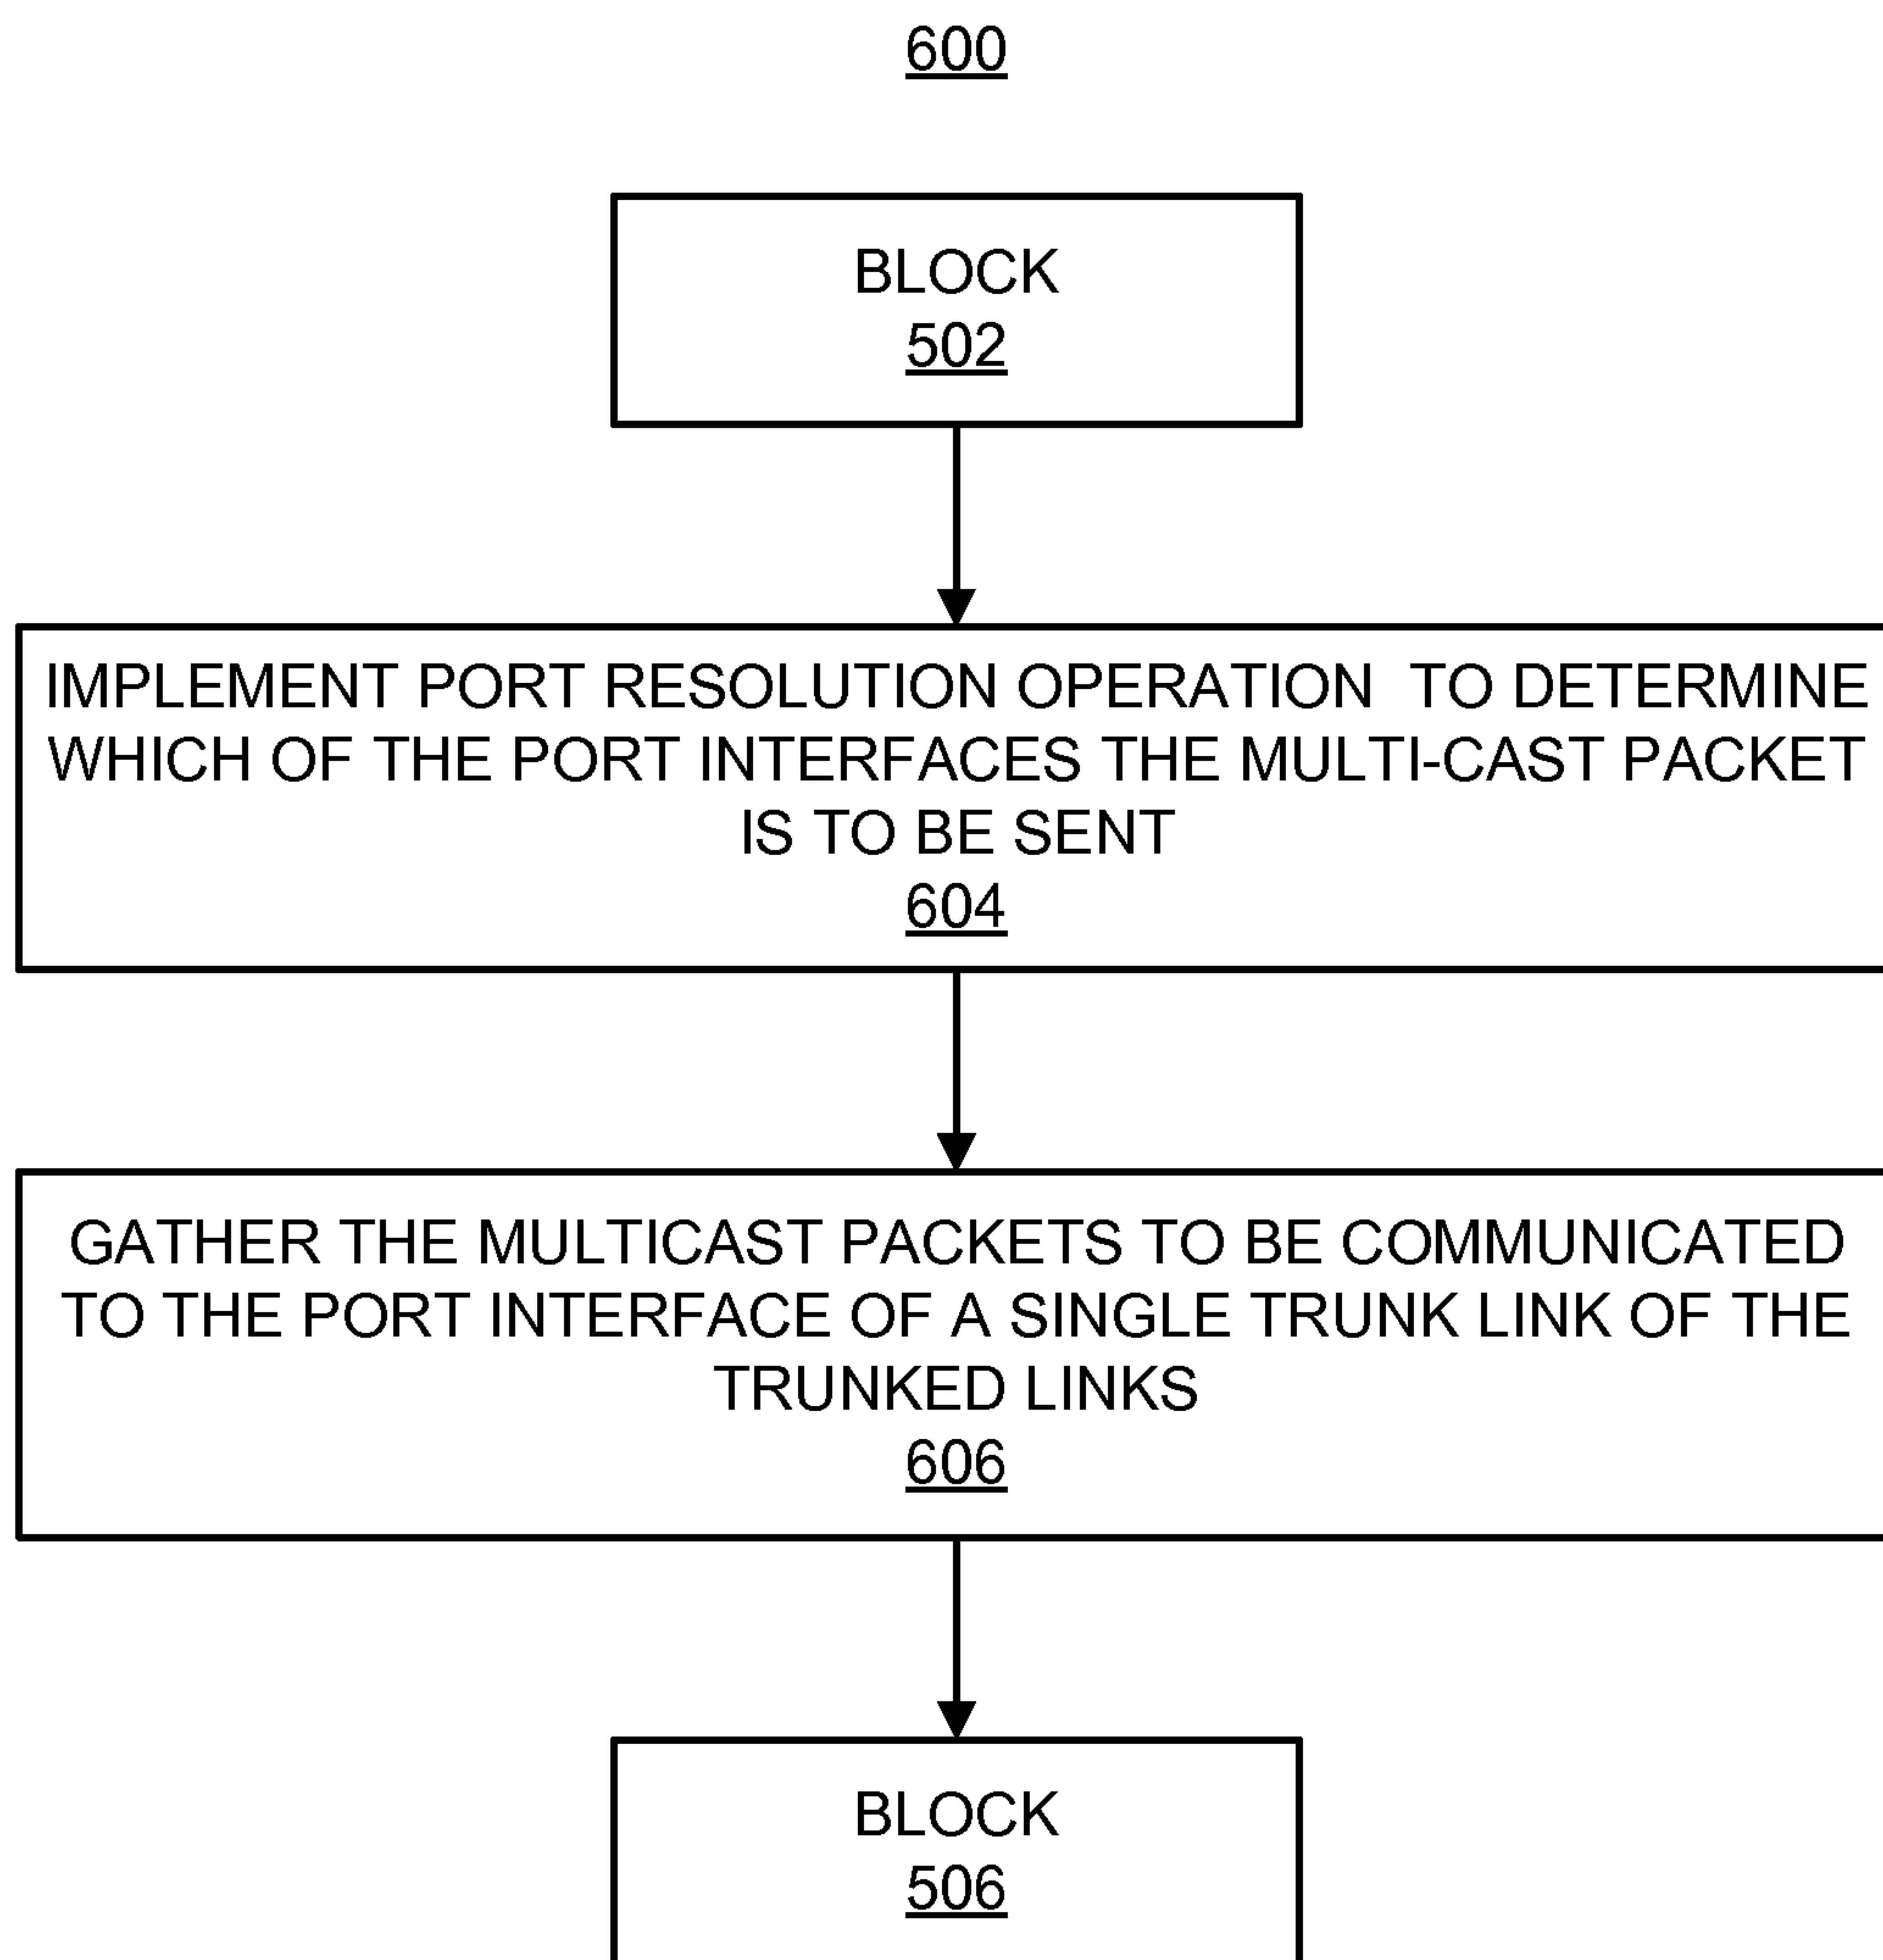 600
BLOCK
502
IMPLEMENT PORT RESOLUTION OPERATION TO DETERMINE
WHICH OF THE PORT INTERFACES THE MULTI-CAST PACKET
IS TO BE SENT
604
GATHER THE MULTICAST PACKETS TO BE COMMUNICATED
TO THE PORT INTERFACE OF A SINGLE TRUNK LINK OF THE
TRUNKED LINKS
606
BLOCK
506